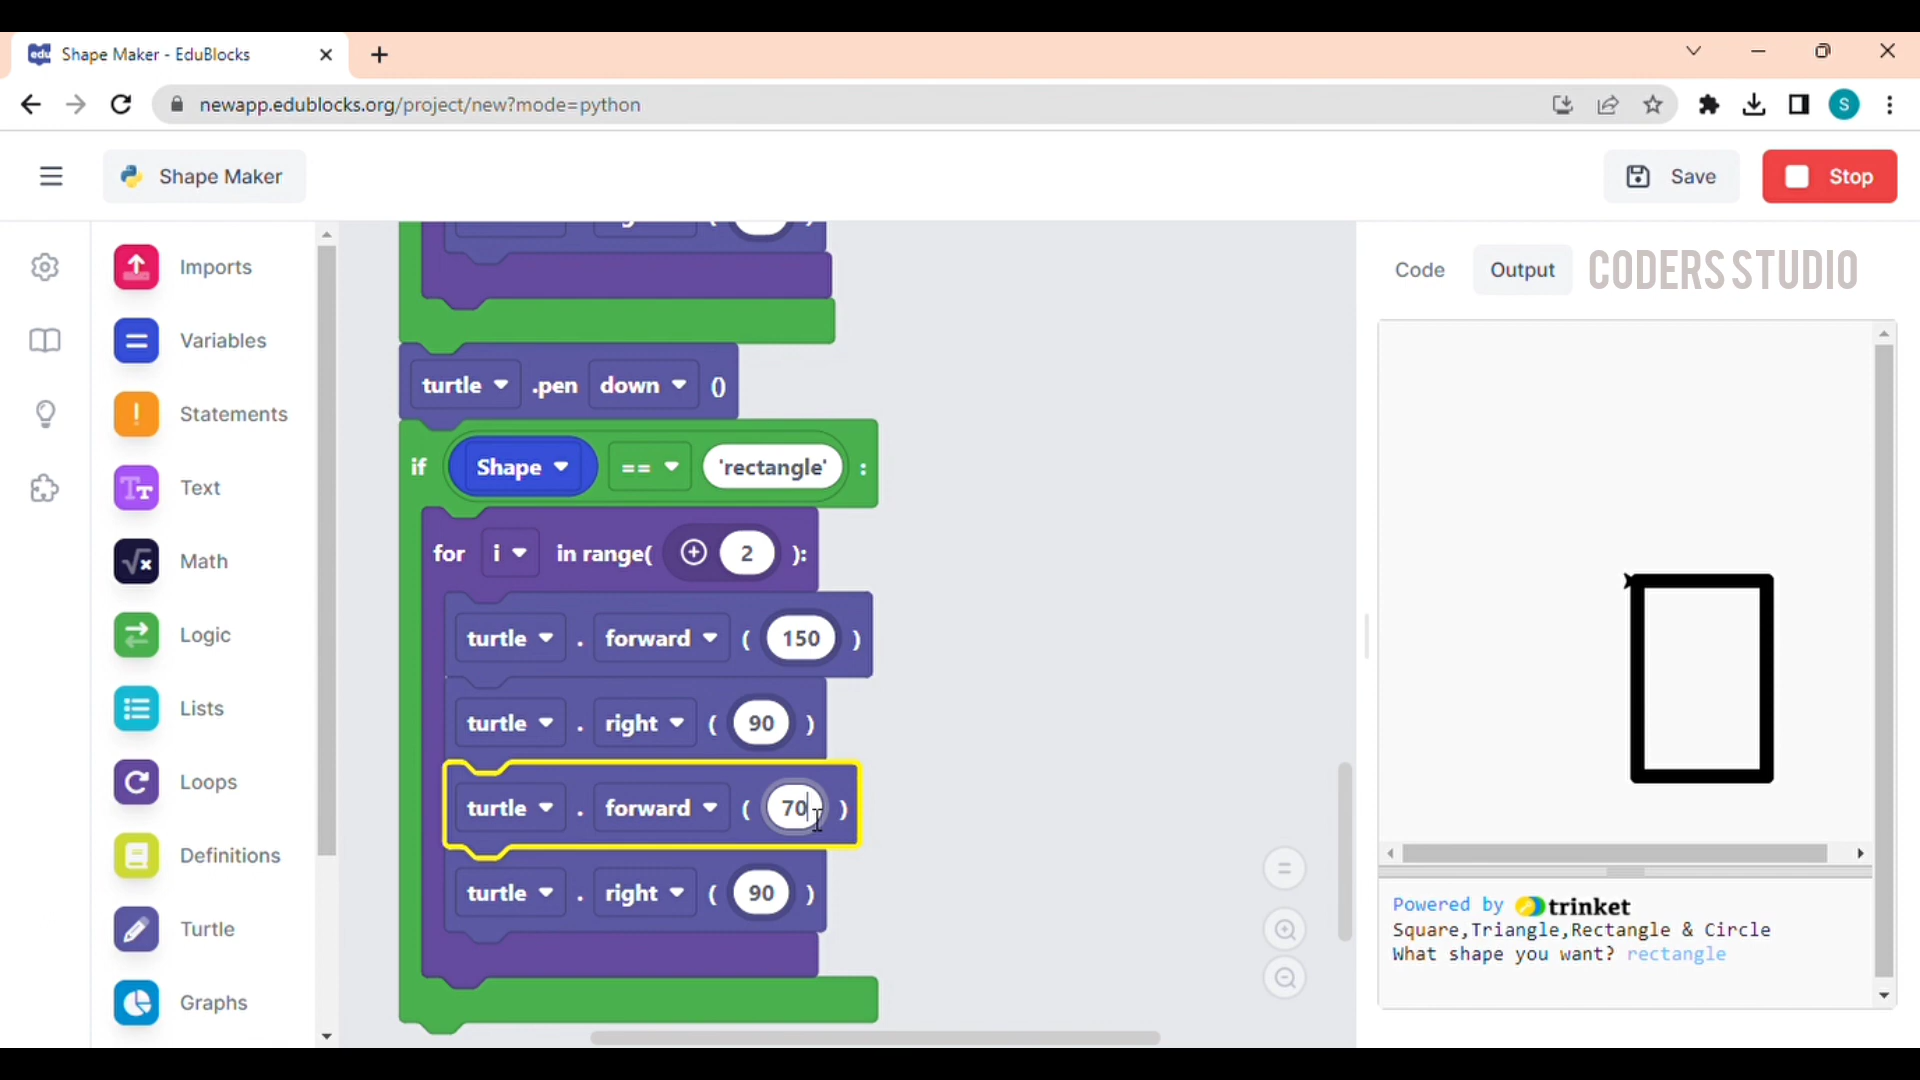 edu Shape Maker - EduBlocks
newapp.edublocks.org/project/new?mode=python
S
Shape Maker
Save
Stop
Imports
Variables
Statements
Text
Math
Logic
Lists
Loops
Definitions
Turtle
Graphs
turtle .pen down ()
if Shape == 'rectangle' :
for i in range( 2 ):
turtle . forward ( 150 )
turtle . right ( 90 )
turtle . forward ( 70 )
turtle . right ( 90 )
Code Output CODERS STUDIO
Powered by trinket
Square,Triangle,Rectangle & Circle
What shape you want? rectangle